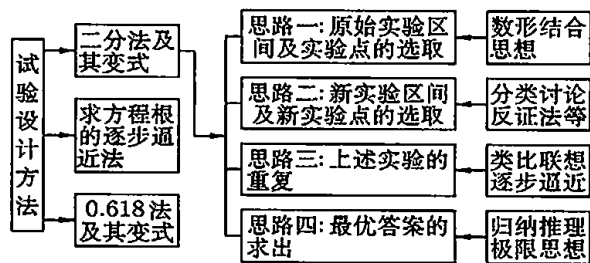 试验设计方法
二分法及
其变式
求方程根
的逐步逼
近法
0.618法
及其变式
思路一:原始实验区
间及实验点的选取
思路二:新实验区间
及新实验点的选取
思路三:上述实验的
重复
思路四:最优答案的
求出
数形结合
思想
分类讨论
反证法等
类比联想
逐步逼近
归纳推理
极限思想